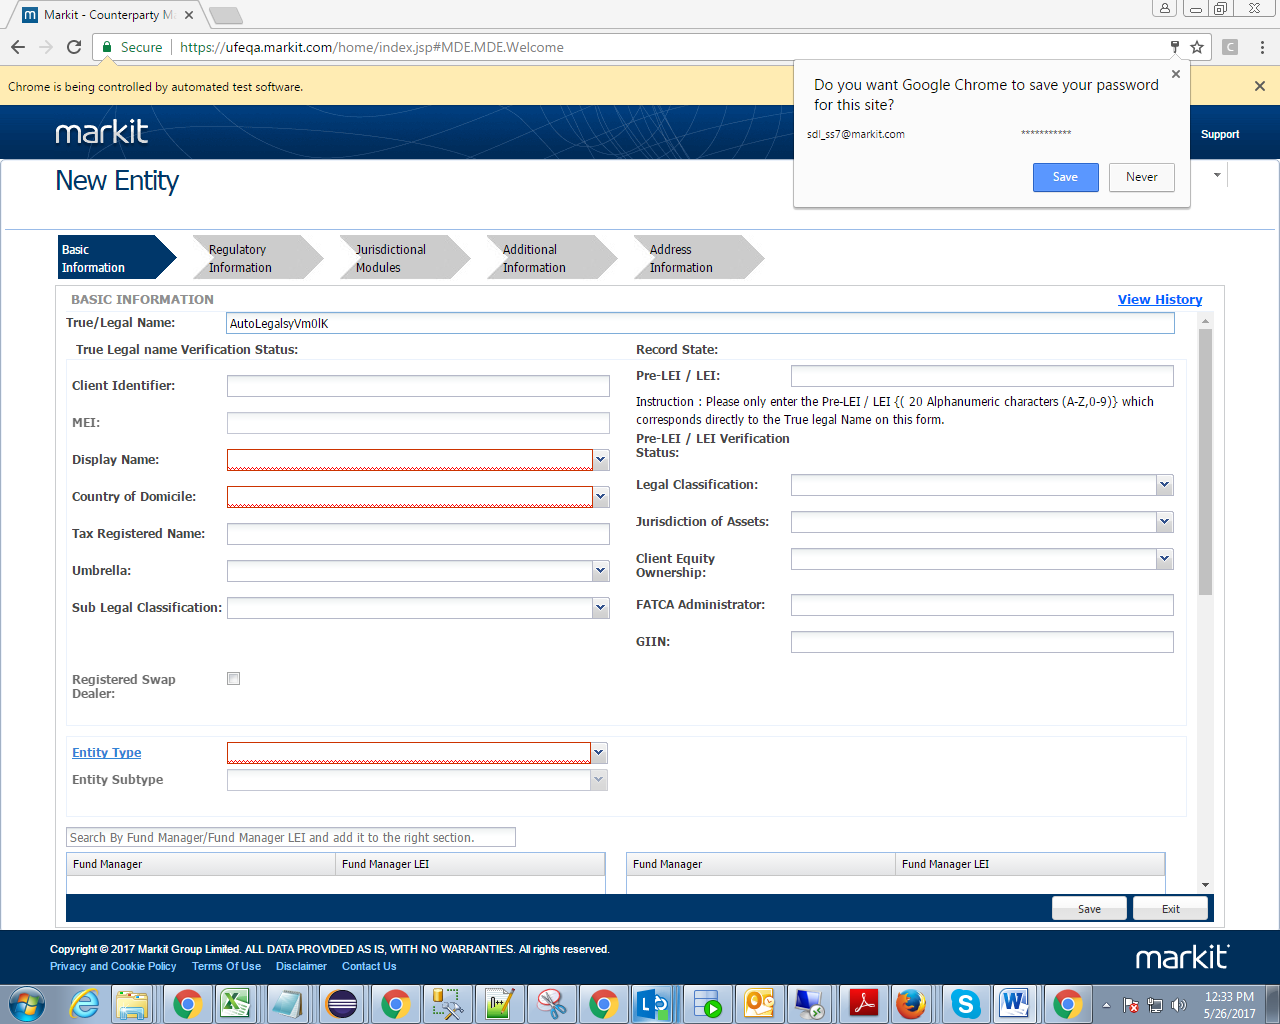 Markit - Counterparty M
Secure https://ufeqa.markit.com/home/index.jsp#MDE.MDE.Welcome
C
Chrome is being controlled by automated test software.
Do you want Google Chrome to save your password
for this site?
sdl_ss7@markit.com ***********
Save Never
markit
Support
New Entity
Basic
Information
Regulatory
Information
Jurisdictional
Modules
Additional
Information
Address
Information
BASIC INFORMATION
View History
True/Legal Name: AutoLegalsyVm0lK
True Legal name Verification Status:
Record State:
Client Identifier:
MEI:
Display Name:
Country of Domicile:
Tax Registered Name:
Umbrella:
Sub Legal Classification:
Registered Swap
Dealer:
Pre-LEI / LEI:
Instruction : Please only enter the Pre-LEI / LEI {( 20 Alphanumeric characters (A-Z,0-9)} which
corresponds directly to the True legal Name on this form.
Pre-LEI / LEI Verification
Status:
Legal Classification:
Jurisdiction of Assets:
Client Equity
Ownership:
FATCA Administrator:
GIIN:
Entity Type
Entity Subtype
Search By Fund Manager/Fund Manager LEI and add it to the right section.
Fund Manager Fund Manager LEI
Fund Manager Fund Manager LEI
Save Exit
Copyright © 2017 Markit Group Limited. ALL DATA PROVIDED AS IS, WITH NO WARRANTIES. All rights reserved.
Privacy and Cookie Policy Terms Of Use Disclaimer Contact Us
markit
12:33 PM
5/26/2017